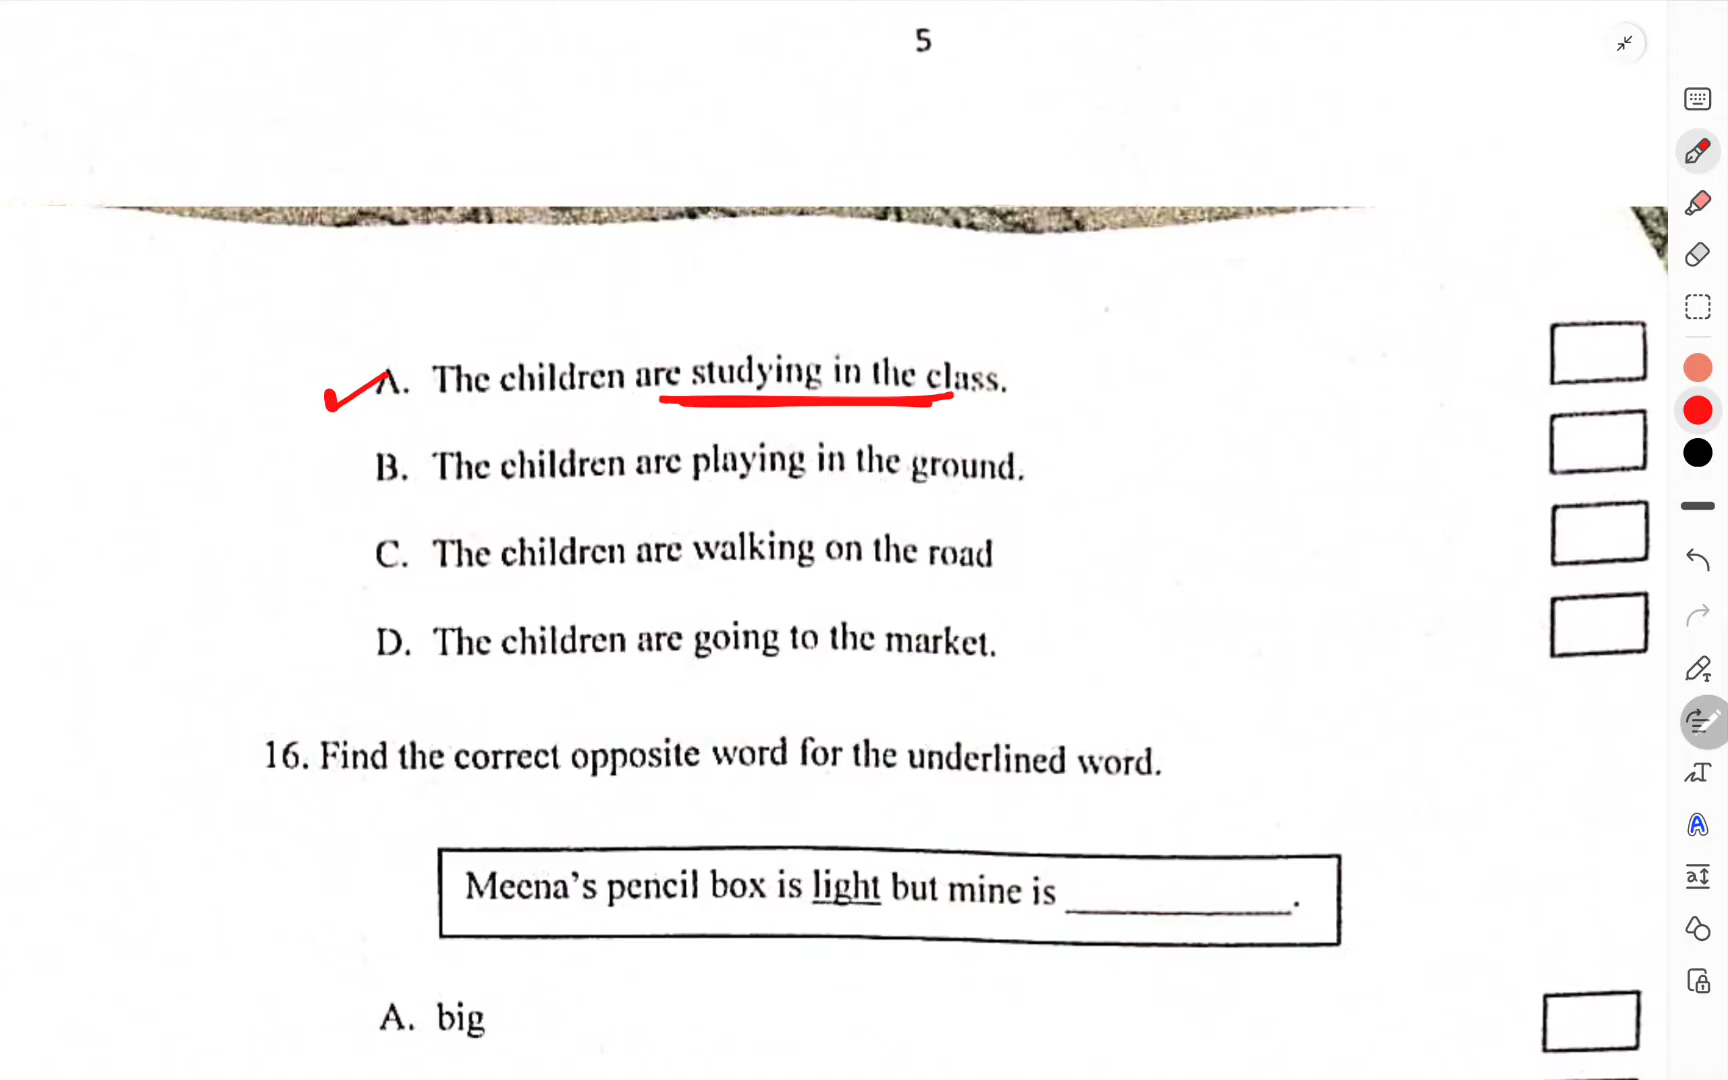 5
A. The children are studying in the class.
B. The children are playing in the ground.
C. The children are walking on the road
D. The children are going to the market.
16. Find the correct opposite word for the underlined word.
Meena's pencil box is light but mine is __________.
A. big